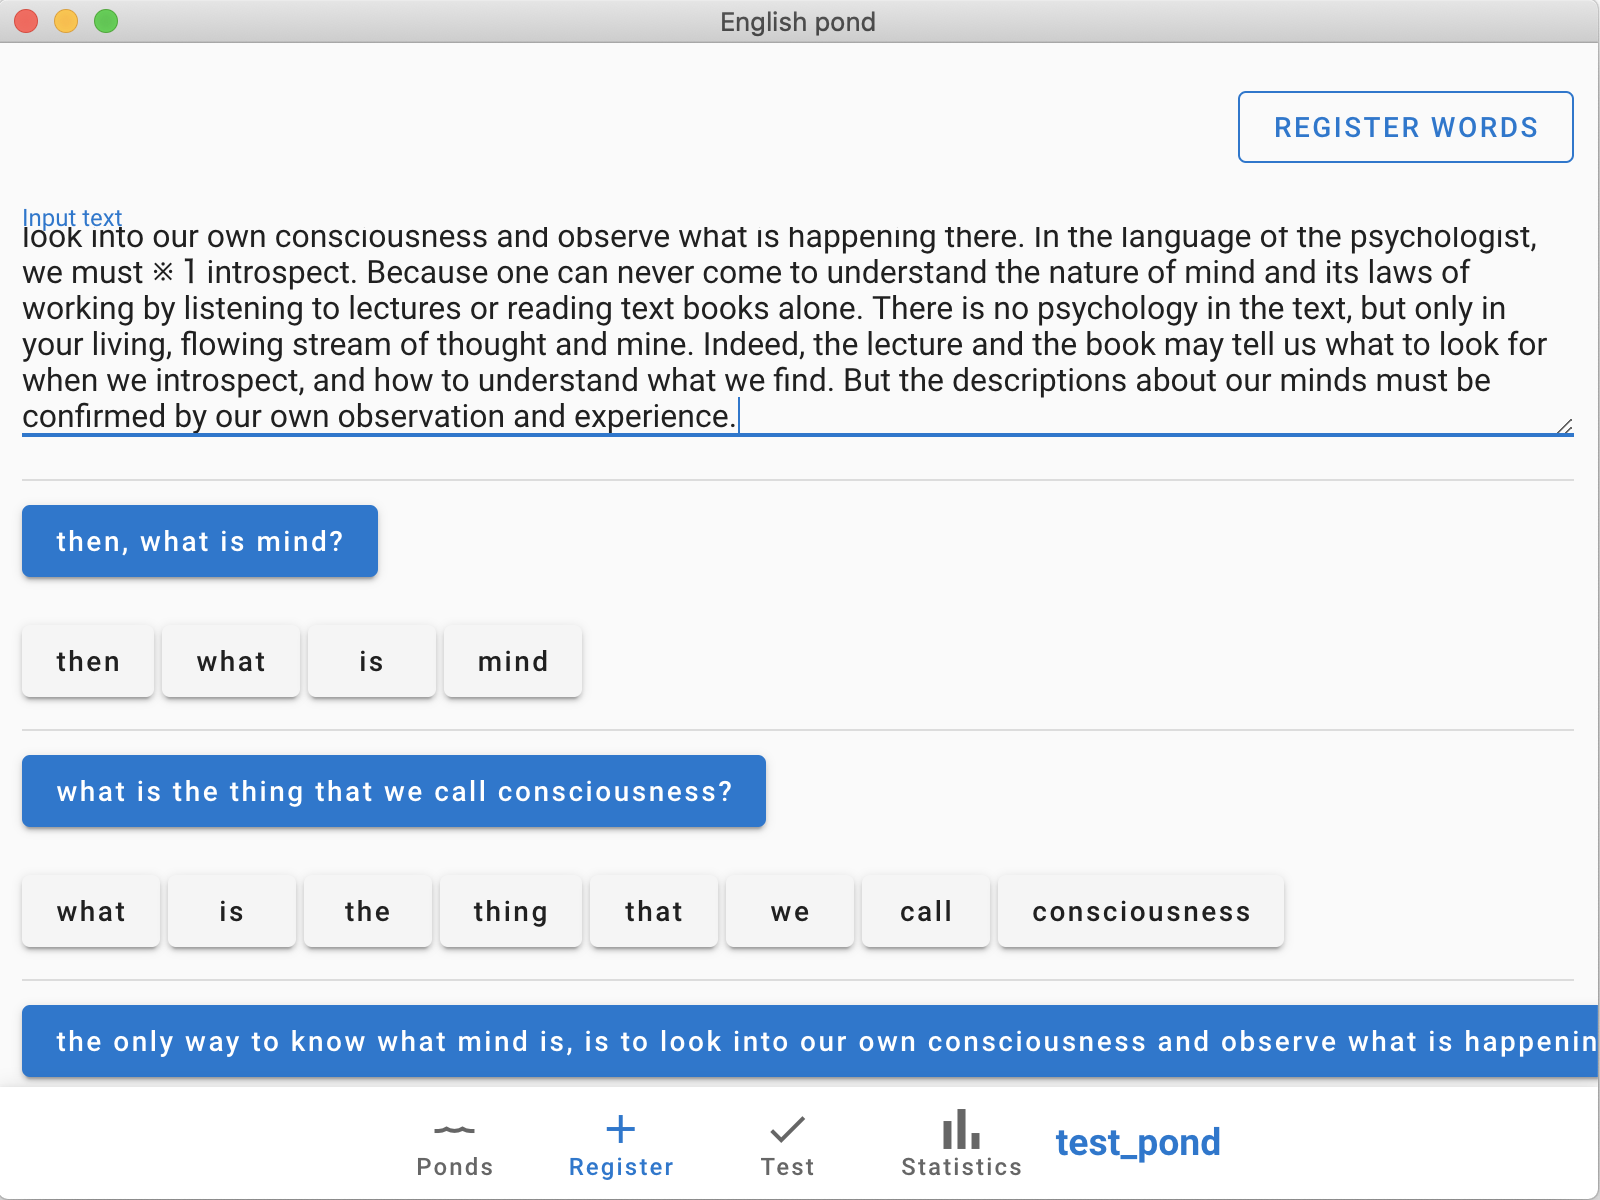 English pond
REGISTER WORDS
Input text
look into our own consciousness and observe what is happening there. In the language of the psychologist,
we must ※ 1 introspect. Because one can never come to understand the nature of mind and its laws of
working by listening to lectures or reading text books alone. There is no psychology in the text, but only in
your living, flowing stream of thought and mine. Indeed, the lecture and the book may tell us what to look for
when we introspect, and how to understand what we find. But the descriptions about our minds must be
confirmed by our own observation and experience.
then, what is mind?
then what is mind
what is the thing that we call consciousness?
what is the thing that we call consciousness
the only way to know what mind is, is to look into our own consciousness and observe what is happenin
Ponds Register Test Statistics test_pond